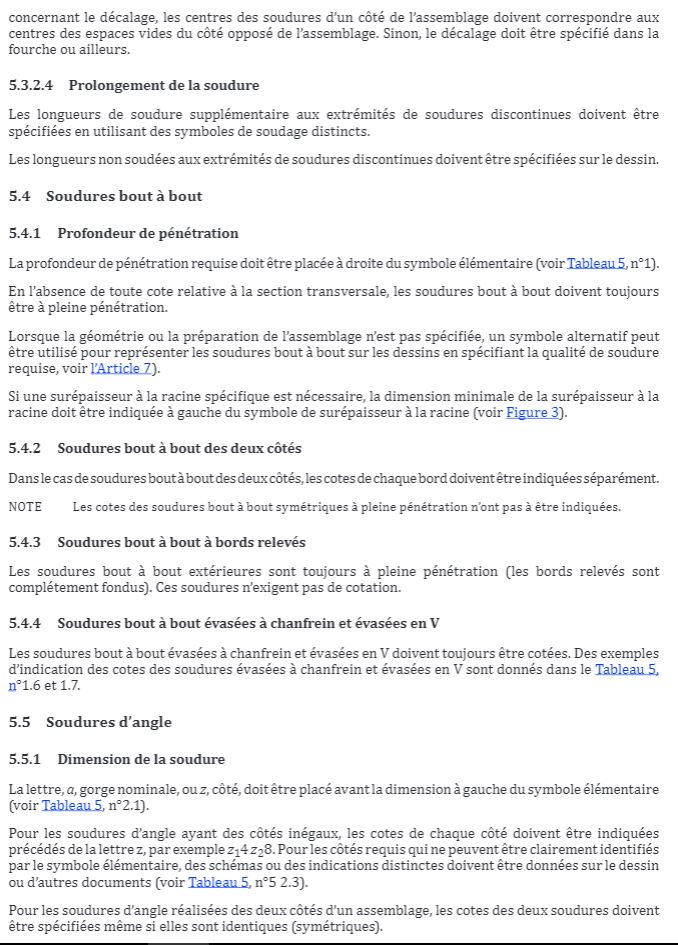 concernant le décalage, les centres des soudures d'un côté de l'assemblage doivent correspondre aux
centres des espaces vides du côté opposé de l'assemblage. Sinon, le décalage doit être spécifié dans la
fourche ou ailleurs.
5.3.2.4 Prolongement de la soudure
Les longueurs de soudure supplémentaire aux extrémités de soudures discontinues doivent être
spécifiées en utilisant des symboles de soudage distincts.
Les longueurs non soudées aux extrémités de soudures discontinues doivent être spécifiées sur le dessin.
5.4 Soudures bout à bout
5.4.1 Profondeur de pénétration
La profondeur de pénétration requise doit être placée à droite du symbole élémentaire (voir Tableau 5, n°1).
En l'absence de toute cote relative à la section transversale, les soudures bout à bout doivent toujours
être à pleine pénétration.
Lorsque la géométrie ou la préparation de l'assemblage n'est pas spécifiée, un symbole alternatif peut
être utilisé pour représenter les soudures bout à bout sur les dessins en spécifiant la qualité de soudure
requise, voir l'Article 7).
Si une surépaisseur à la racine spécifique est nécessaire, la dimension minimale de la surépaisseur à la
racine doit être indiquée à gauche du symbole de surépaisseur à la racine (voir Figure 3).
5.4.2 Soudures bout à bout des deux côtés
Dans le cas de soudures bout à bout des deux côtés, les cotes de chaque bord doivent être indiquées séparément.
NOTE Les cotes des soudures bout à bout symétriques à pleine pénétration n'ont pas à être indiquées.
5.4.3 Soudures bout à bout à bords relevés
Les soudures bout à bout extérieures sont toujours à pleine pénétration (les bords relevés sont
complétement fondus). Ces soudures n'exigent pas de cotation.
5.4.4 Soudures bout à bout évasées à chanfrein et évasées en V
Les soudures bout à bout évasées à chanfrein et évasées en V doivent toujours être cotées. Des exemples
d'indication des cotes des soudures évasées à chanfrein et évasées en V sont donnés dans le Tableau 5,
n°1.6 et 1.7.
5.5 Soudures d'angle
5.5.1 Dimension de la soudure
La lettre, a, gorge nominale, ou z, côté, doit être placé avant la dimension à gauche du symbole élémentaire
(voir Tableau 5, n°2.1).
Pour les soudures d'angle ayant des côtés inégaux, les cotes de chaque côté doivent être indiquées
précédés de la lettre z, par exemple z₁4 z₂8. Pour les côtés requis qui ne peuvent être clairement identifiés
par le symbole élémentaire, des schémas ou des indications distinctes doivent être données sur le dessin
ou d'autres documents (voir Tableau 5, n°5 2.3).
Pour les soudures d'angle réalisées des deux côtés d'un assemblage, les cotes des deux soudures doivent
être spécifiées même si elles sont identiques (symétriques).